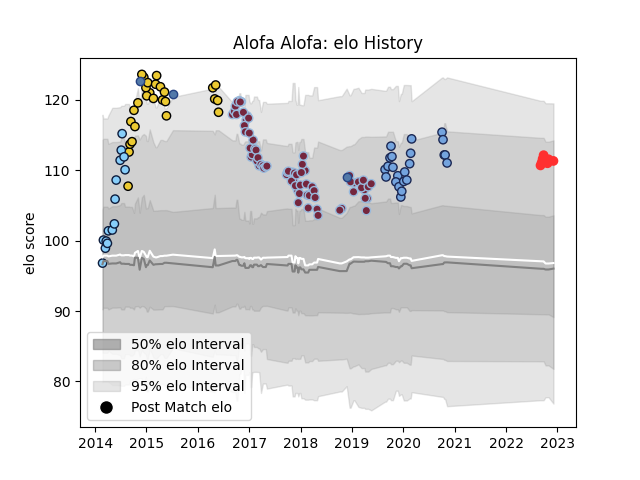 Alofa Alofa: elo History
elo score
120
110
100
90
80
50% elo Interval
80% elo Interval
95% elo Interval
Post Match elo
2014 2015 2016 2017 2018 2019 2020 2021 2022 2023